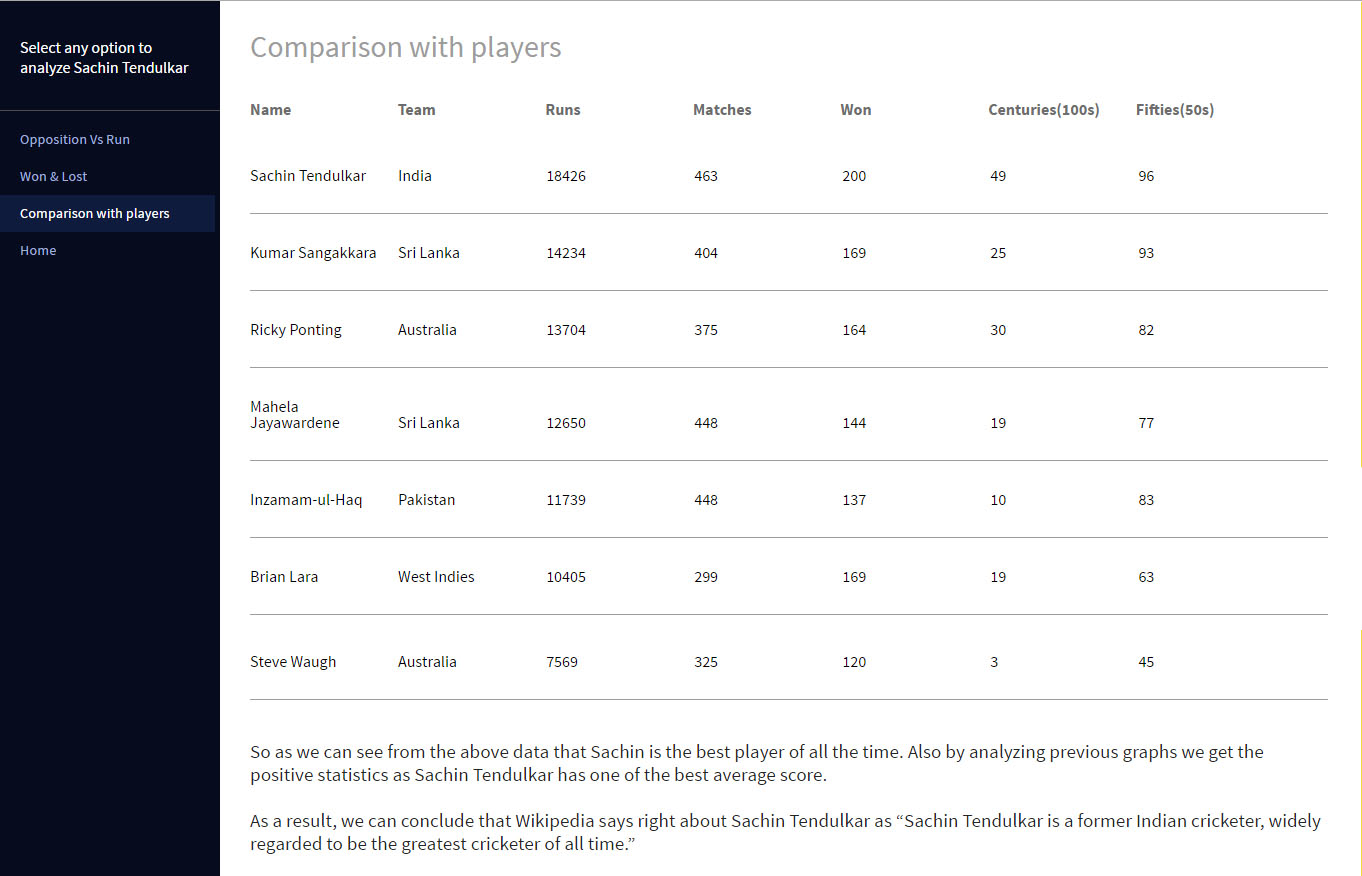 Select any option to
analyze Sachin Tendulkar
Opposition Vs Run
Won & Lost
Comparison with players
Home
Comparison with players
Name Team Runs Matches Won Centuries(100s) Fifties(50s)
Sachin Tendulkar India 18426 463 200 49 96
Kumar Sangakkara Sri Lanka 14234 404 169 25 93
Ricky Ponting Australia 13704 375 164 30 82
Mahela
Jayawardene Sri Lanka 12650 448 144 19 77
Inzamam-ul-Haq Pakistan 11739 448 137 10 83
Brian Lara West Indies 10405 299 169 19 63
Steve Waugh Australia 7569 325 120 3 45
So as we can see from the above data that Sachin is the best player of all the time. Also by analyzing previous graphs we get the
positive statistics as Sachin Tendulkar has one of the best average score.
As a result, we can conclude that Wikipedia says right about Sachin Tendulkar as “Sachin Tendulkar is a former Indian cricketer, widely
regarded to be the greatest cricketer of all time.”